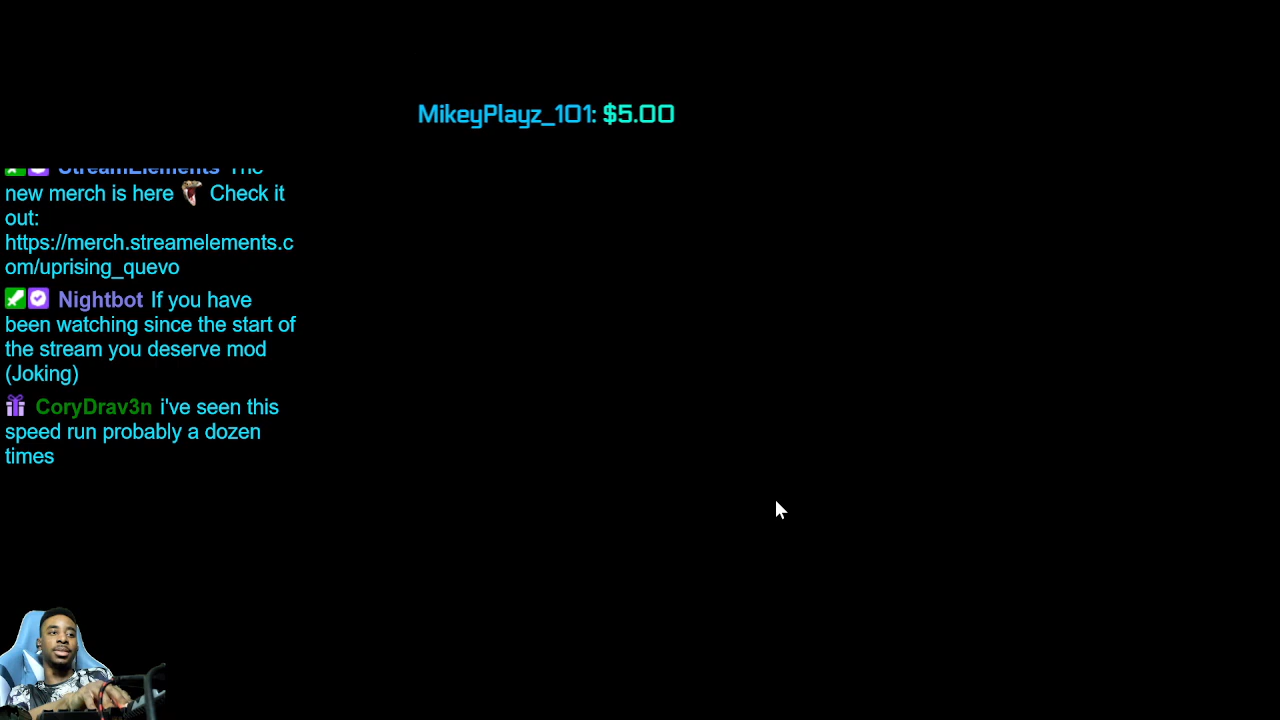 MikeyPlayz_101: $5.00
StreamElements The
new merch is here Check it
out:
https://merch.streamelements.c
om/uprising_quevo
Nightbot If you have
been watching since the start of
the stream you deserve mod
(Joking)
CoryDrav3n i've seen this
speed run probably a dozen
times